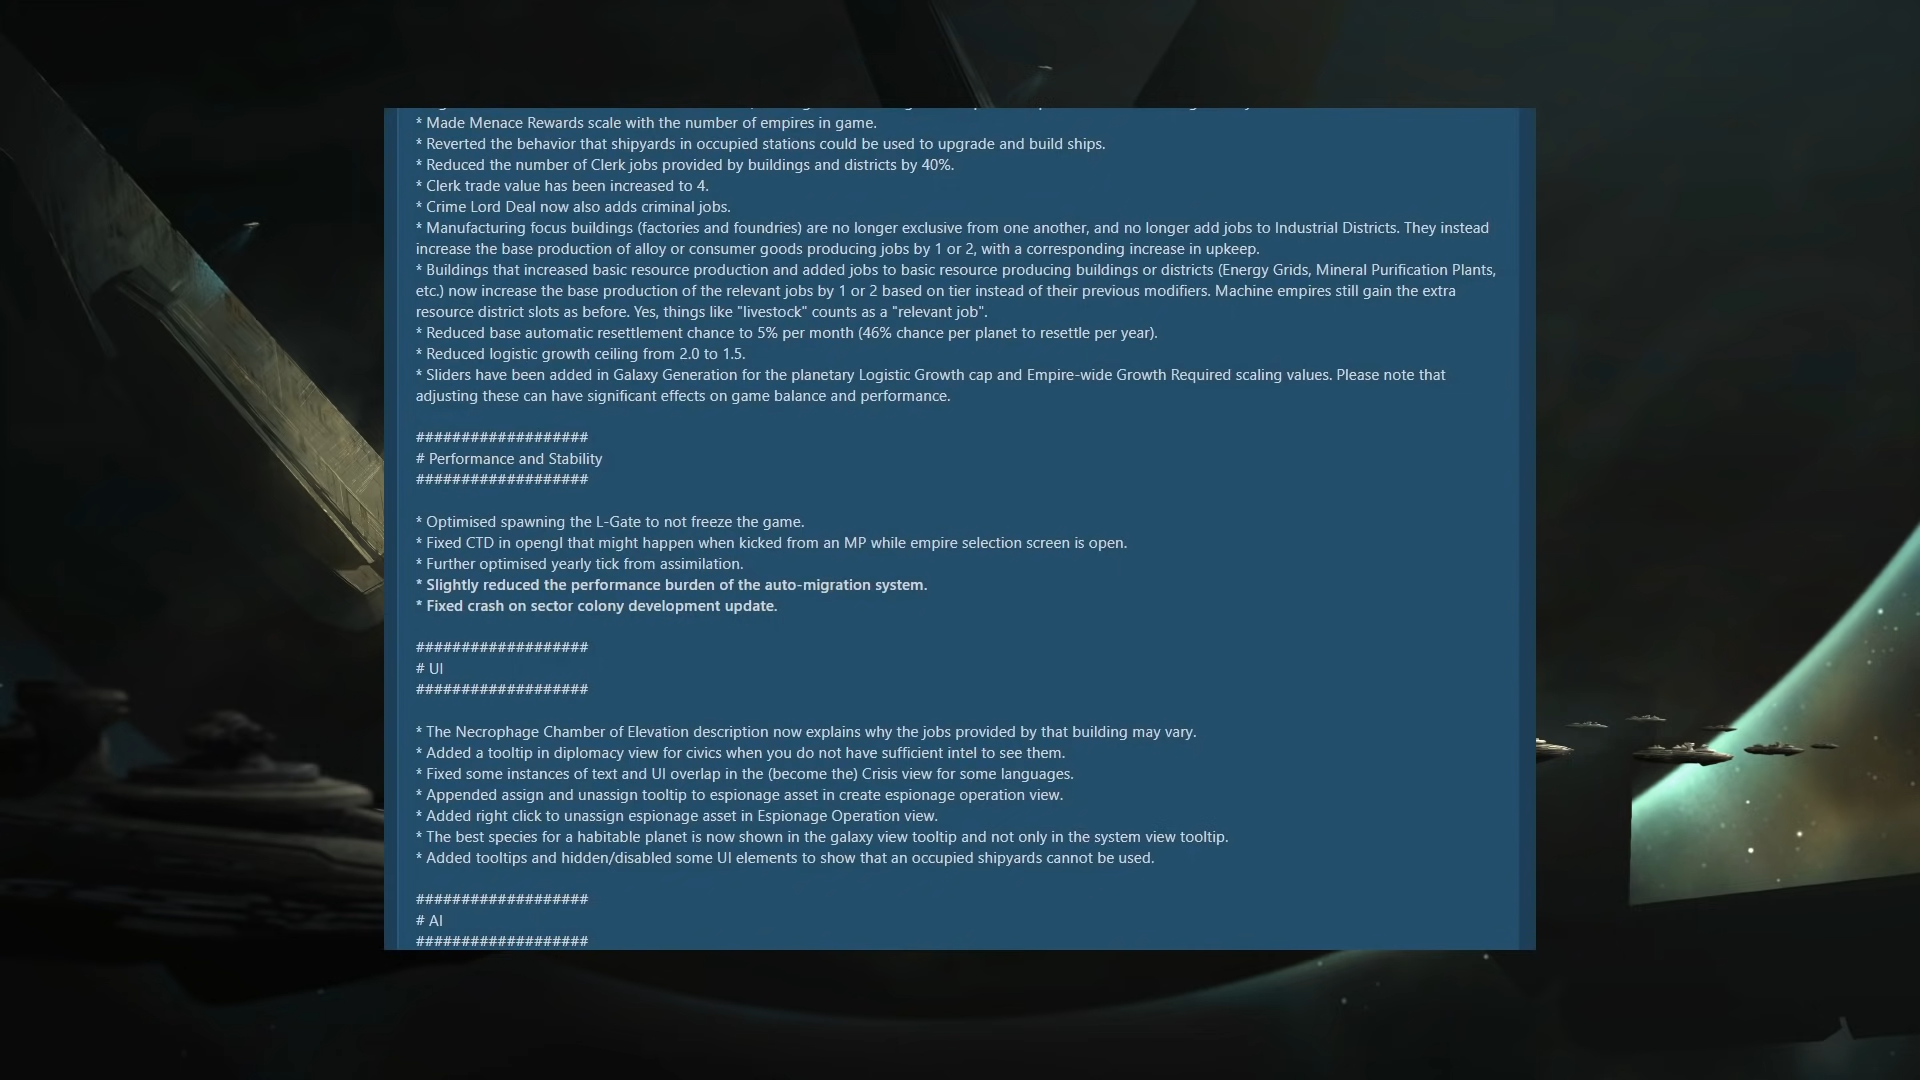 * Made Menace Rewards scale with the number of empires in game.
* Reverted the behavior that shipyards in occupied stations could be used to upgrade and build ships.
* Reduced the number of Clerk jobs provided by buildings and districts by 40%.
* Clerk trade value has been increased to 4.
* Crime Lord Deal now also adds criminal jobs.
* Manufacturing focus buildings (factories and foundries) are no longer exclusive from one another, and no longer add jobs to Industrial Districts. They instead
increase the base production of alloy or consumer goods producing jobs by 1 or 2, with a corresponding increase in upkeep.
* Buildings that increased basic resource production and added jobs to basic resource producing buildings or districts (Energy Grids, Mineral Purification Plants,
etc.) now increase the base production of the relevant jobs by 1 or 2 based on tier instead of their previous modifiers. Machine empires still gain the extra
resource district slots as before. Yes, things like "livestock" counts as a "relevant job".
* Reduced base automatic resettlement chance to 5% per month (46% chance per planet to resettle per year).
* Reduced logistic growth ceiling from 2.0 to 1.5.
* Sliders have been added in Galaxy Generation for the planetary Logistic Growth cap and Empire-wide Growth Required scaling values. Please note that
adjusting these can have significant effects on game balance and performance.
###################
# Performance and Stability
###################
* Optimised spawning the L-Gate to not freeze the game.
* Fixed CTD in opengl that might happen when kicked from an MP while empire selection screen is open.
* Further optimised yearly tick from assimilation.
* Slightly reduced the performance burden of the auto-migration system.
* Fixed crash on sector colony development update.
###################
# UI
###################
* The Necrophage Chamber of Elevation description now explains why the jobs provided by that building may vary.
* Added a tooltip in diplomacy view for civics when you do not have sufficient intel to see them.
* Fixed some instances of text and UI overlap in the (become the) Crisis view for some languages.
* Appended assign and unassign tooltip to espionage asset in create espionage operation view.
* Added right click to unassign espionage asset in Espionage Operation view.
* The best species for a habitable planet is now shown in the galaxy view tooltip and not only in the system view tooltip.
* Added tooltips and hidden/disabled some UI elements to show that an occupied shipyards cannot be used.
###################
# AI
###################